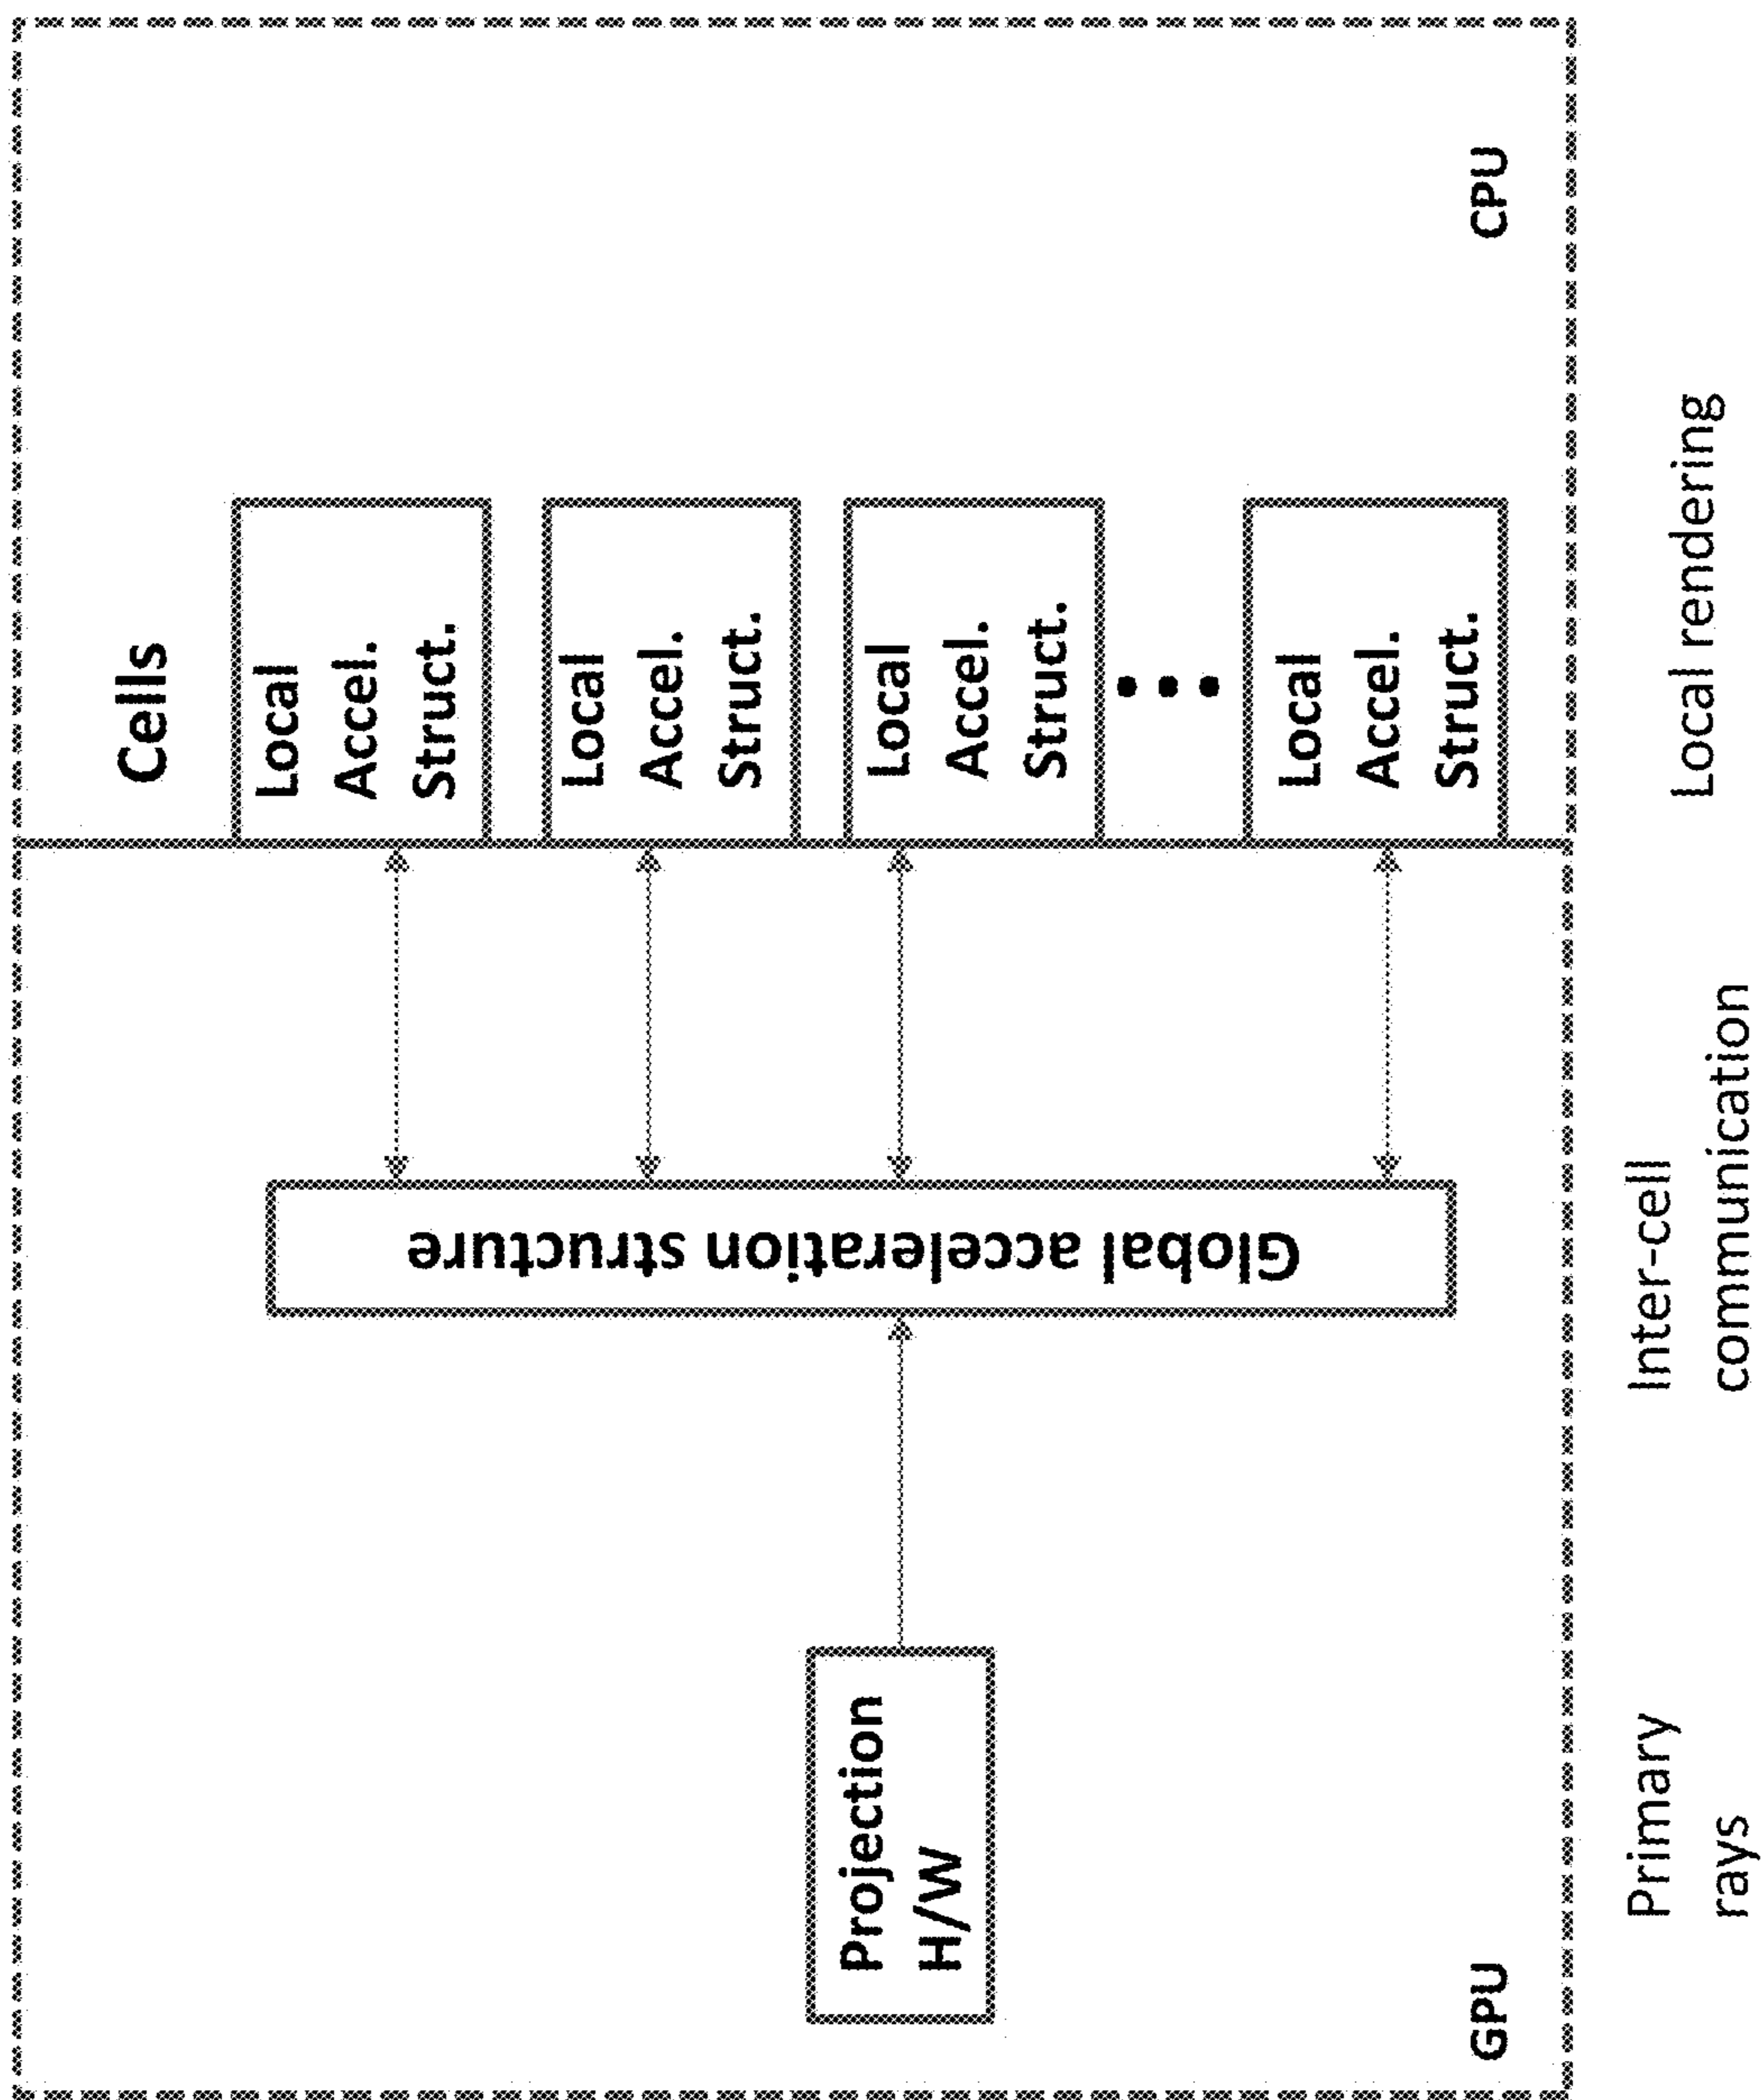 Cells
Projection
H/W
Global acceleration structure
Local
Accel.
Struct.
Local
Accel.
Struct.
Local
Accel.
Struct.
•••
Local
Accel.
Struct.
GPU
CPU
Primary
rays
Inter-cell
communication
Local rendering